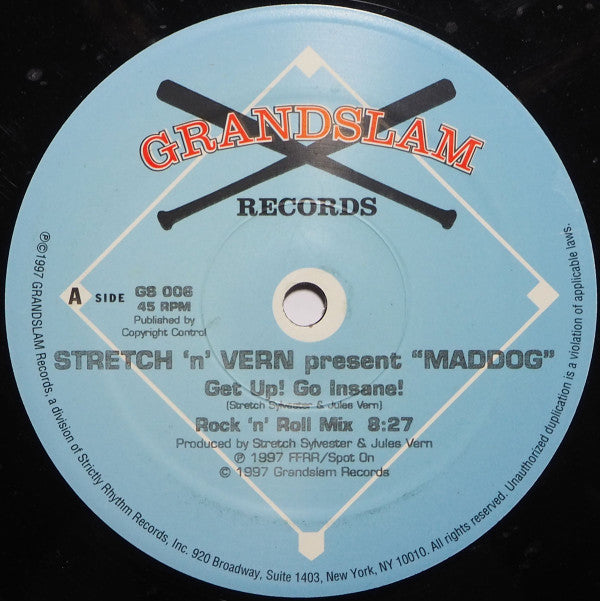 GRANDSLAM
RECORDS
A SIDE
GS 006
45 RPM
Published by
Copyright Control
STRETCH 'n' VERN present "MADDOG"
Get Up! Go Insane!
(Stretch Sylvester & Jules Vern)
Rock 'n' Roll Mix 8:27
Produced by Stretch Sylvester & Jules Vern
℗ 1997 FFRR/Spot On
© 1997 Grandslam Records
℗©1997 GRANDSLAM Records, a division of Strictly Rhythm Records, Inc. 920 Broadway, Suite 1403, New York, NY 10010. All rights reserved. Unauthorized duplication is a violation of applicable laws.